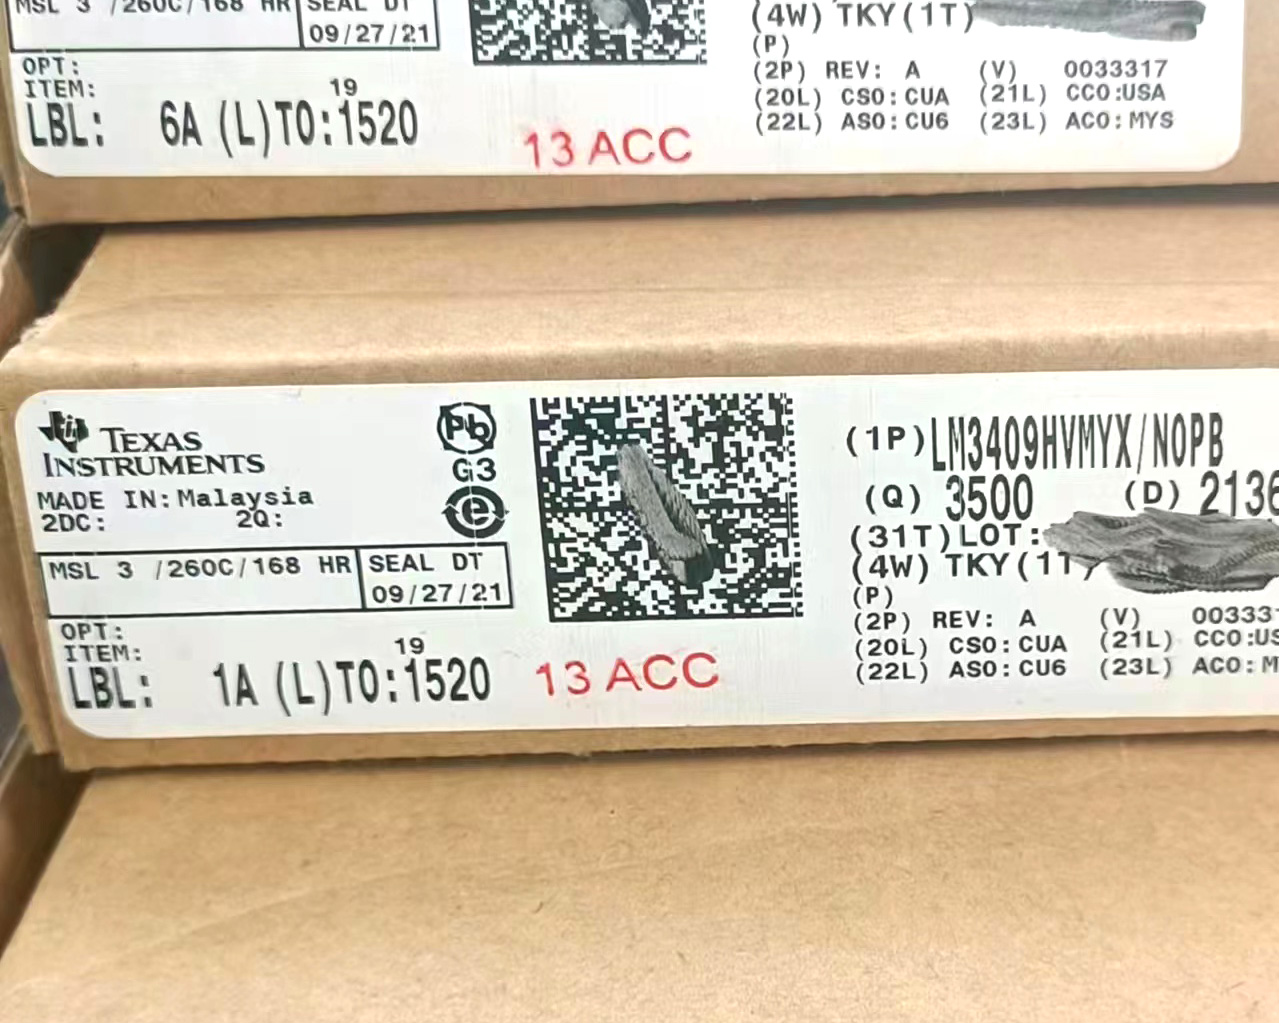 MSL 3 /260C/168 HR SEAL DT
09/27/21
OPT:
ITEM:
19
LBL: 6A (L)TO:1520
13 ACC
(4W) TKY(1T)
(P)
(2P) REV: A (V) 0033317
(20L) CSO:CUA (21L) CCO:USA
(22L) ASO:CU6 (23L) ACO:MYS
TEXAS
INSTRUMENTS
MADE IN: Malaysia
2DC: 2Q:
Pb
G3
e
MSL 3 /260C/168 HR SEAL DT
09/27/21
OPT:
ITEM:
19
LBL: 1A (L)TO:1520
13 ACC
(1P)LM3409HVMYX/NOPB
(Q) 3500 (D) 2136
(31T)LOT:
(4W) TKY(1T)
(P)
(2P) REV: A (V) 00333
(20L) CSO:CUA (21L) CCO:US
(22L) ASO:CU6 (23L) ACO:M